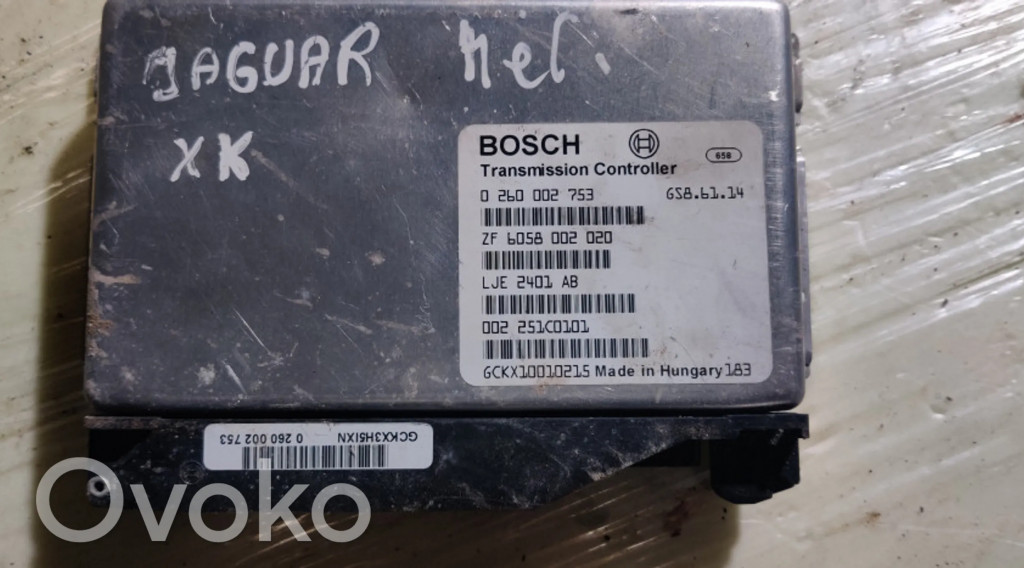 JAGUAR
XK
BOSCH
658
Transmission Controller
0 260 002 753 GS8.61.14
ZF 6058 002 020
LJE 2401 AB
002 251C0101
GCKX10010215 Made in Hungary 183
GCKX3H5IXN 0 260 002 753
Ovoko